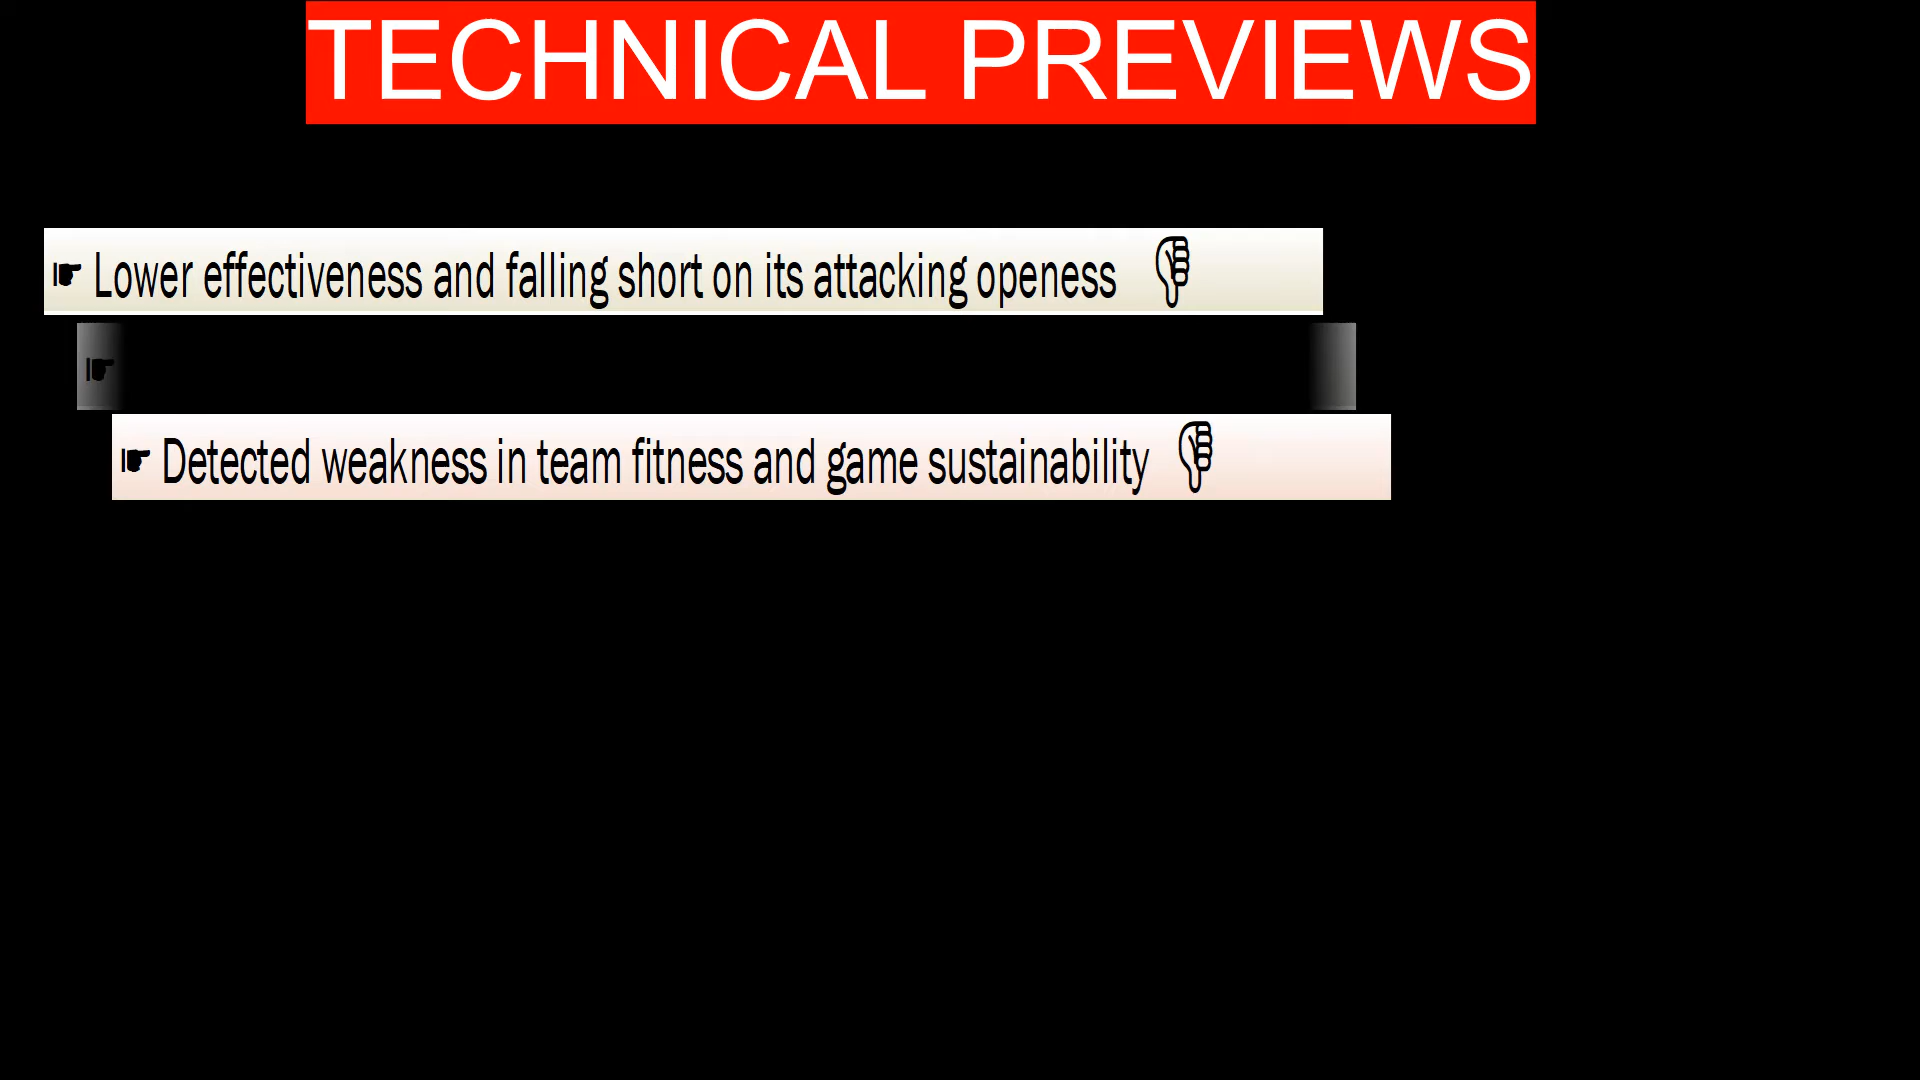 TECHNICAL PREVIEWS
☛ Lower effectiveness and falling short on its attacking openess 👎
☛
☛ Detected weakness in team fitness and game sustainability 👎